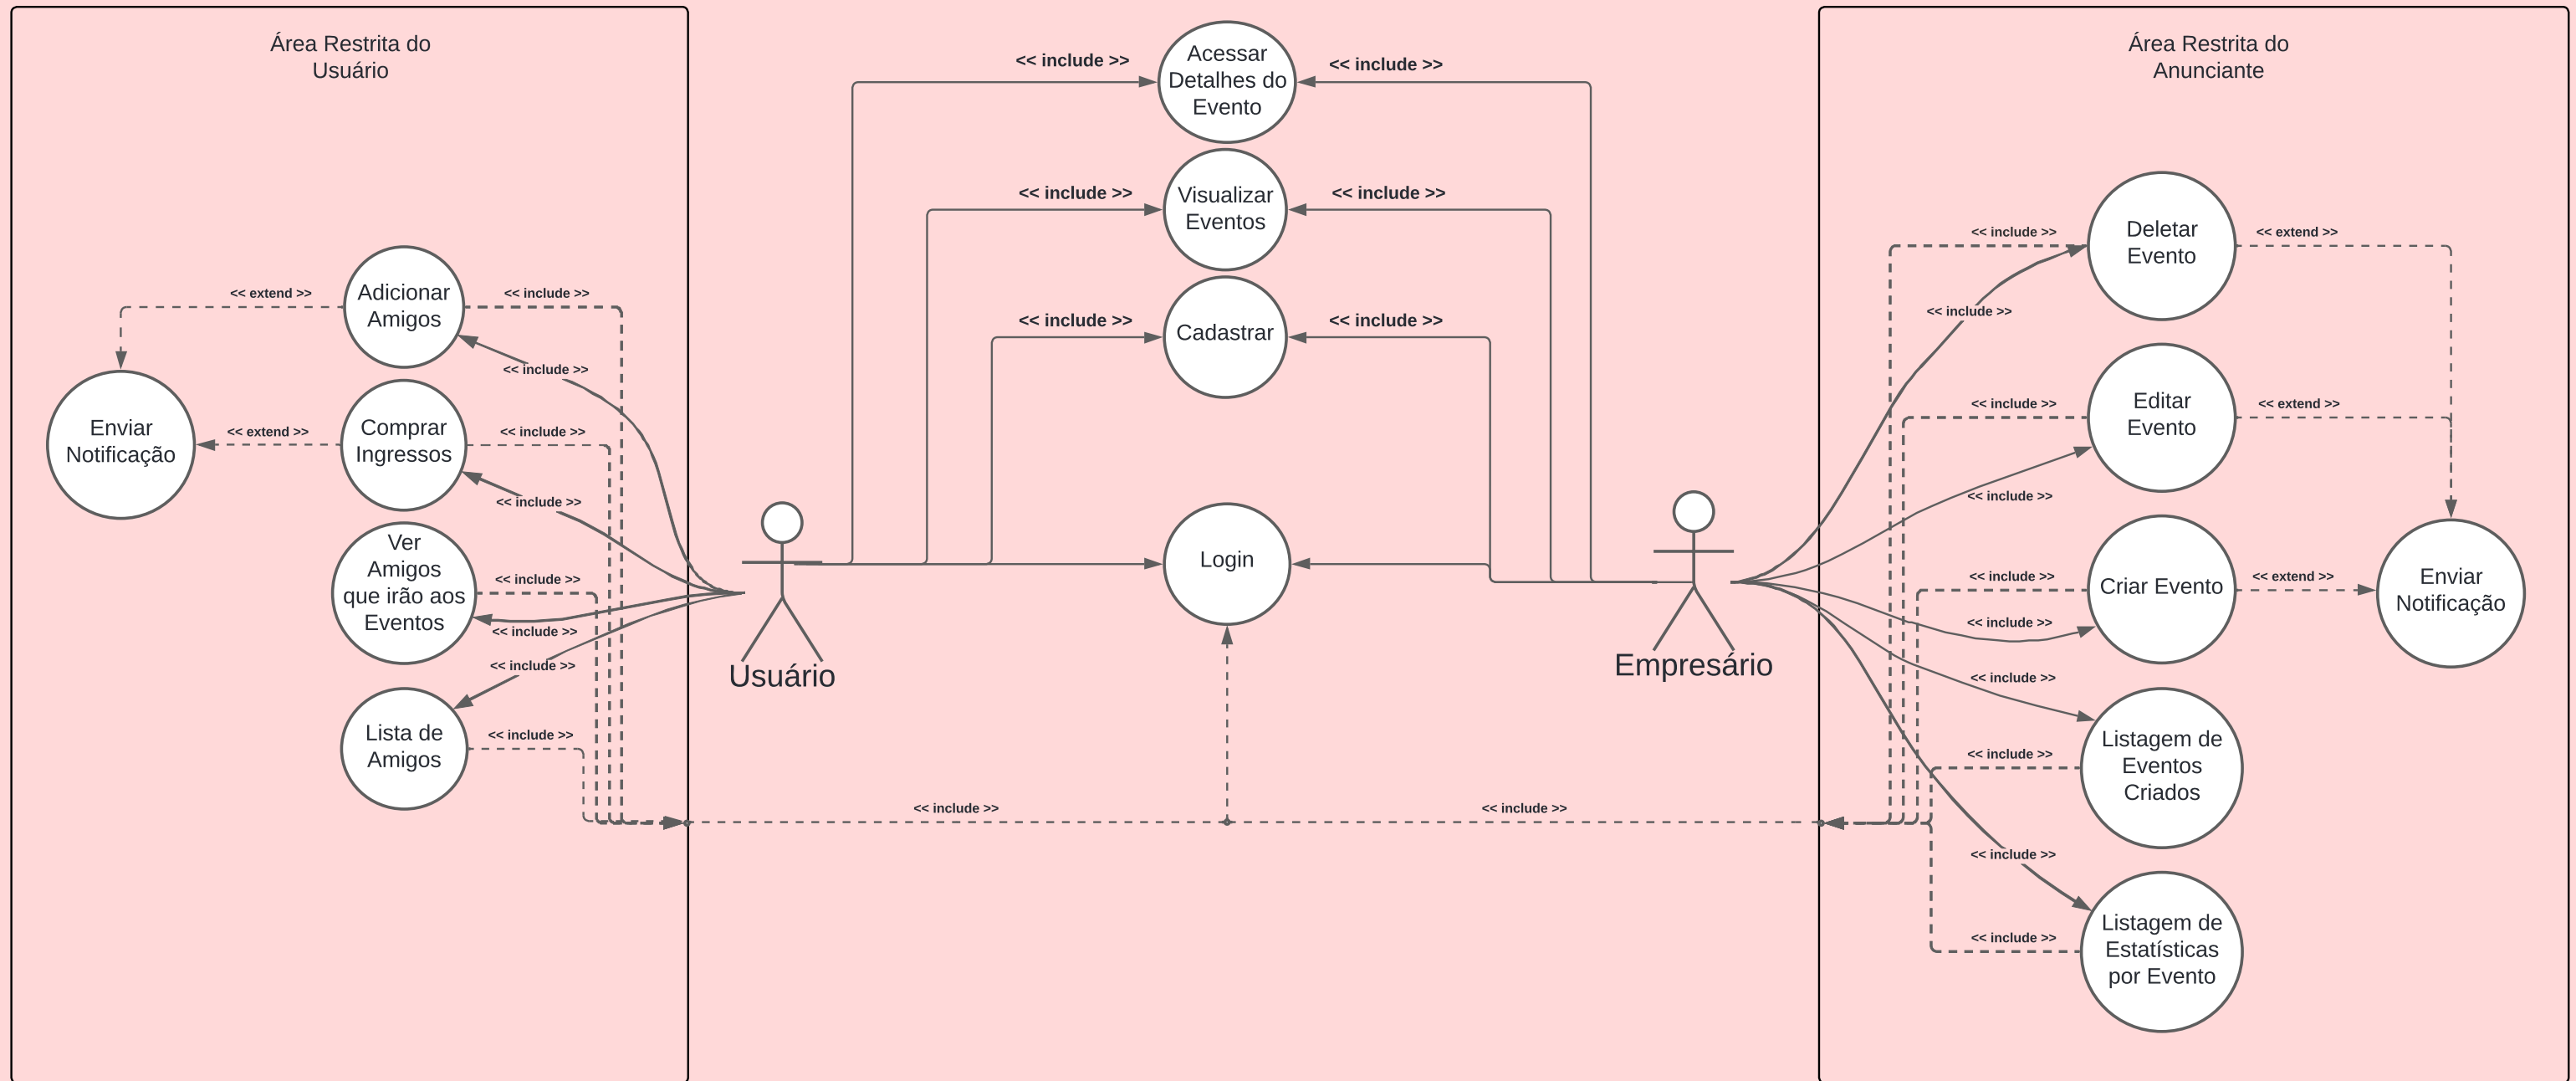 Área Restrita do
Usuário
<< extend >>
Adicionar
Amigos
<< include >>
<< include >>
Enviar
Notificação
<< extend >>
Comprar
Ingressos
<< include >>
<< include >>
Ver
Amigos
que irão aos
Eventos
<< include >>
<< include >>
<< include >>
Lista de
Amigos
<< include >>
Usuário
<< include >>
Acessar
Detalhes do
Evento
<< include >>
<< include >>
Visualizar
Eventos
<< include >>
<< include >>
Cadastrar
<< include >>
Login
Empresário
<< include >>
<< include >>
Área Restrita do
Anunciante
<< include >>
Deletar
Evento
<< extend >>
<< include >>
<< include >>
Editar
Evento
<< extend >>
<< include >>
<< include >>
Criar Evento
<< extend >>
Enviar
Notificação
<< include >>
<< include >>
Listagem de
Eventos
Criados
<< include >>
<< include >>
Listagem de
Estatísticas
por Evento
<< include >>